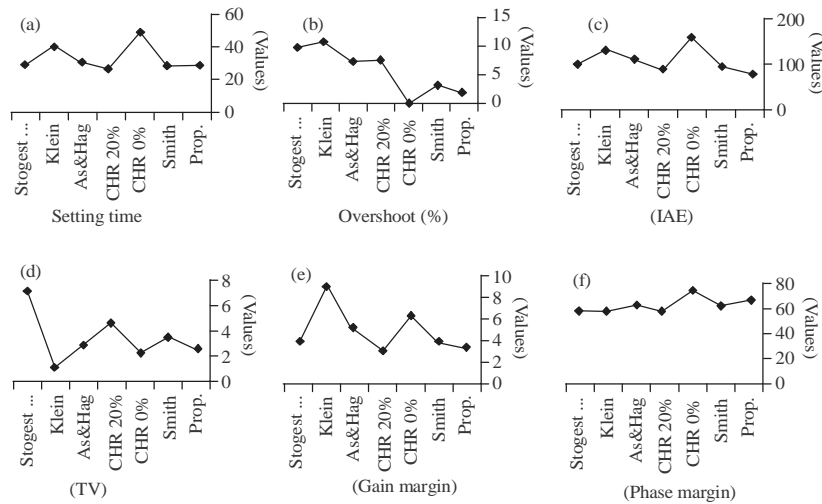 (a)
60
40
20
0
(Values)
Stogest ...
Klein
As&Hag
CHR 20%
CHR 0%
Smith
Prop.
Setting time
(b)
15
10
5
0
(Values)
Stogest ...
Klein
As&Hag
CHR 20%
CHR 0%
Smith
Prop.
Overshoot (%)
(c)
200
100
0
(Values)
Stogest ...
Klein
As&Hag
CHR 20%
CHR 0%
Smith
Prop.
(IAE)
(d)
8
6
4
2
0
(Values)
Stogest ...
Klein
As&Hag
CHR 20%
CHR 0%
Smith
Prop.
(TV)
(e)
10
8
6
4
2
0
(Values)
Stogest ...
Klein
As&Hag
CHR 20%
CHR 0%
Smith
Prop.
(Gain margin)
(f)
80
60
40
20
0
(Values)
Stogest ...
Klein
As&Hag
CHR 20%
CHR 0%
Smith
Prop.
(Phase margin)